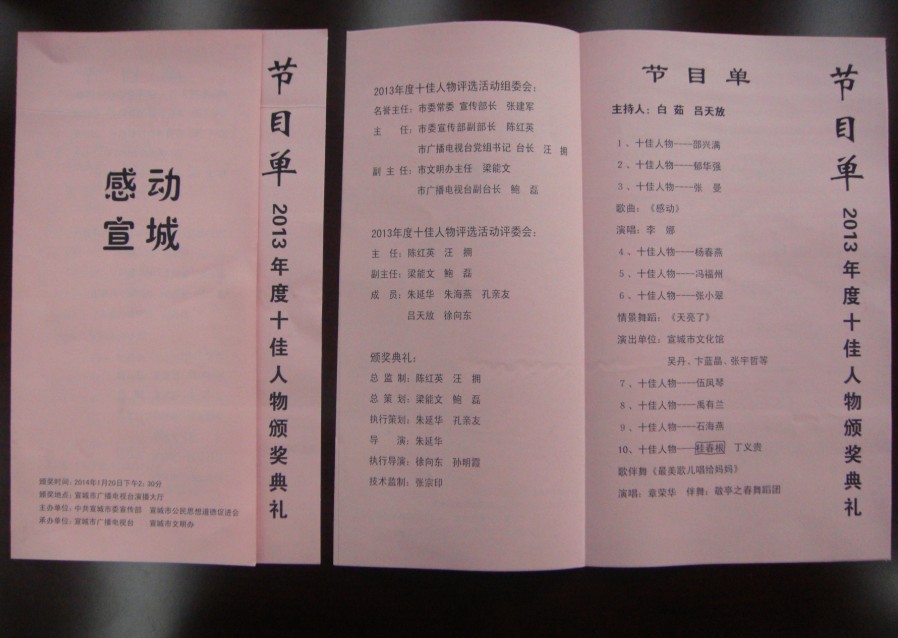 感动
宣城
颁奖时间：2014年1月20日下午2：30分
颁奖地点：宣城市广播电视台演播大厅
主办单位：中共宣城市委宣传部 宣城市公民思想道德促进会
承办单位：宣城市广播电视台 宣城市文明办
节目单 2013年度十佳人物颁奖典礼
2013年度十佳人物评选活动组委会：
名誉主任：市委常委 宣传部长 张建军
主 任：市委宣传部副部长 陈红英
市广播电视台党组书记 台长 汪 拥
副 主 任：市文明办主任 梁能文
市广播电视台副台长 鲍 磊
2013年度十佳人物评选活动评委会：
主 任：陈红英 汪 拥
副主任：梁能文 鲍 磊
成 员：朱延华 朱海燕 孔亲友
吕天放 徐向东
颁奖典礼：
总 监 制：陈红英 汪 拥
总 策 划：梁能文 鲍 磊
执行策划：朱延华 孔亲友
导 演：朱延华
执行导演：徐向东 孙明霞
技术监制：张宗印
节目单
主持人：白 茹 吕天放
1、十佳人物----邵兴满
2、十佳人物----郁华强
3、十佳人物----张 曼
歌曲：《感动》
演唱：李 娜
4、十佳人物----杨春燕
5、十佳人物----冯福州
6、十佳人物----张小翠
情景舞蹈：《天亮了》
演出单位：宣城市文化馆
吴丹、卞蓝晶、张宇哲等
7、十佳人物----伍凤琴
8、十佳人物----禹有兰
9、十佳人物----石海燕
10、十佳人物----春根 丁义贵
歌伴舞《最美歌儿唱给妈妈》
演唱：章荣华 伴舞：敬亭之春舞蹈团
节目单 2013年度十佳人物颁奖典礼